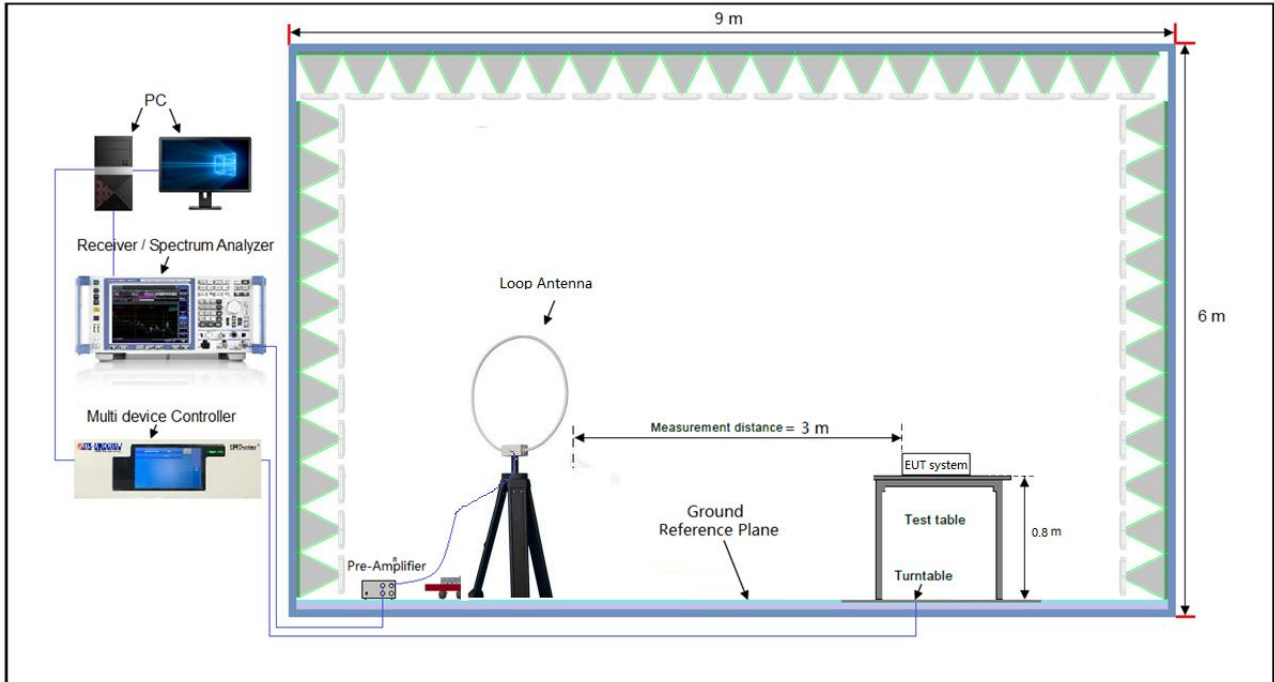 9 m
PC
Receiver / Spectrum Analyzer
Loop Antenna
6 m
Multi device Controller
Measurement distance = 3 m
EUT system
Ground
Reference Plane
Test table
0.8 m
Pre-Amplifier
Turntable